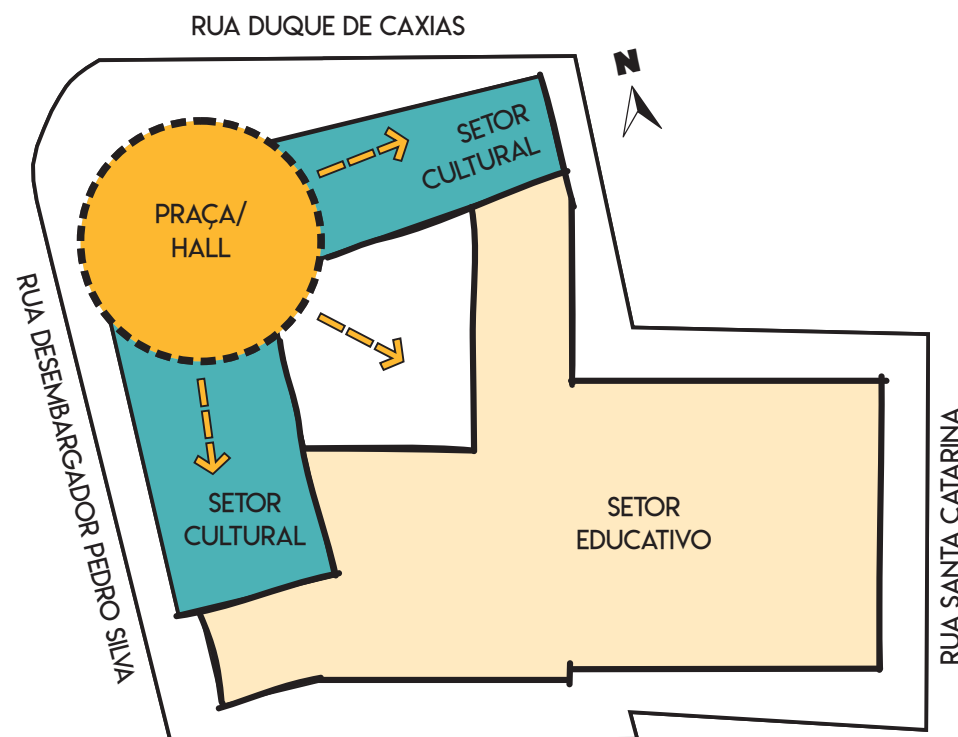 RUA DUQUE DE CAXIAS
N
SETOR
CULTURAL
PRAÇA/
HALL
RUA DESEMBARGADOR PEDRO SILVA
SETOR
CULTURAL
SETOR
EDUCATIVO
RUA SANTA CATARINA